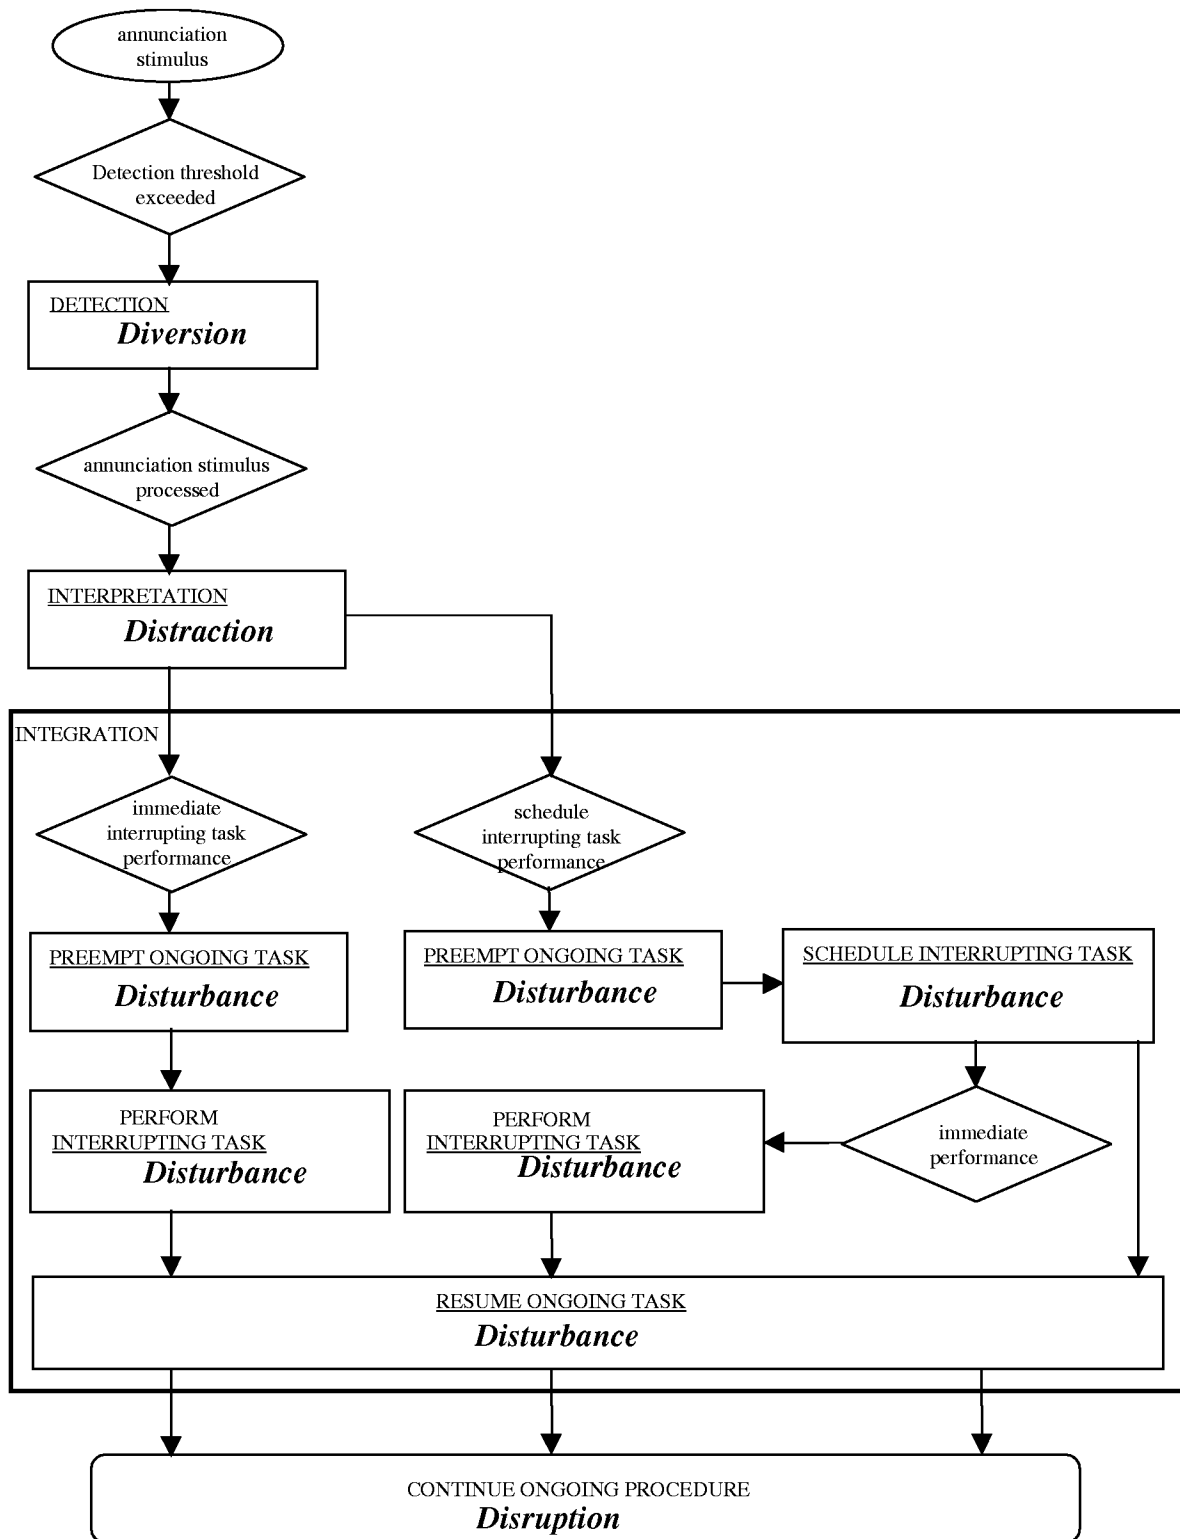 annunciation
stimulus
Detection threshold
exceeded
DETECTION
Diversion
annunciation stimulus
processed
INTERPRETATION
Distraction
INTEGRATION
immediate
interrupting task
performance
schedule
interrupting task
performance
PREEMPT ONGOING TASK
Disturbance
PREEMPT ONGOING TASK
Disturbance
SCHEDULE INTERRUPTING TASK
Disturbance
PERFORM
INTERRUPTING TASK
Disturbance
PERFORM
INTERRUPTING TASK
Disturbance
immediate
performance
RESUME ONGOING TASK
Disturbance
CONTINUE ONGOING PROCEDURE
Disruption